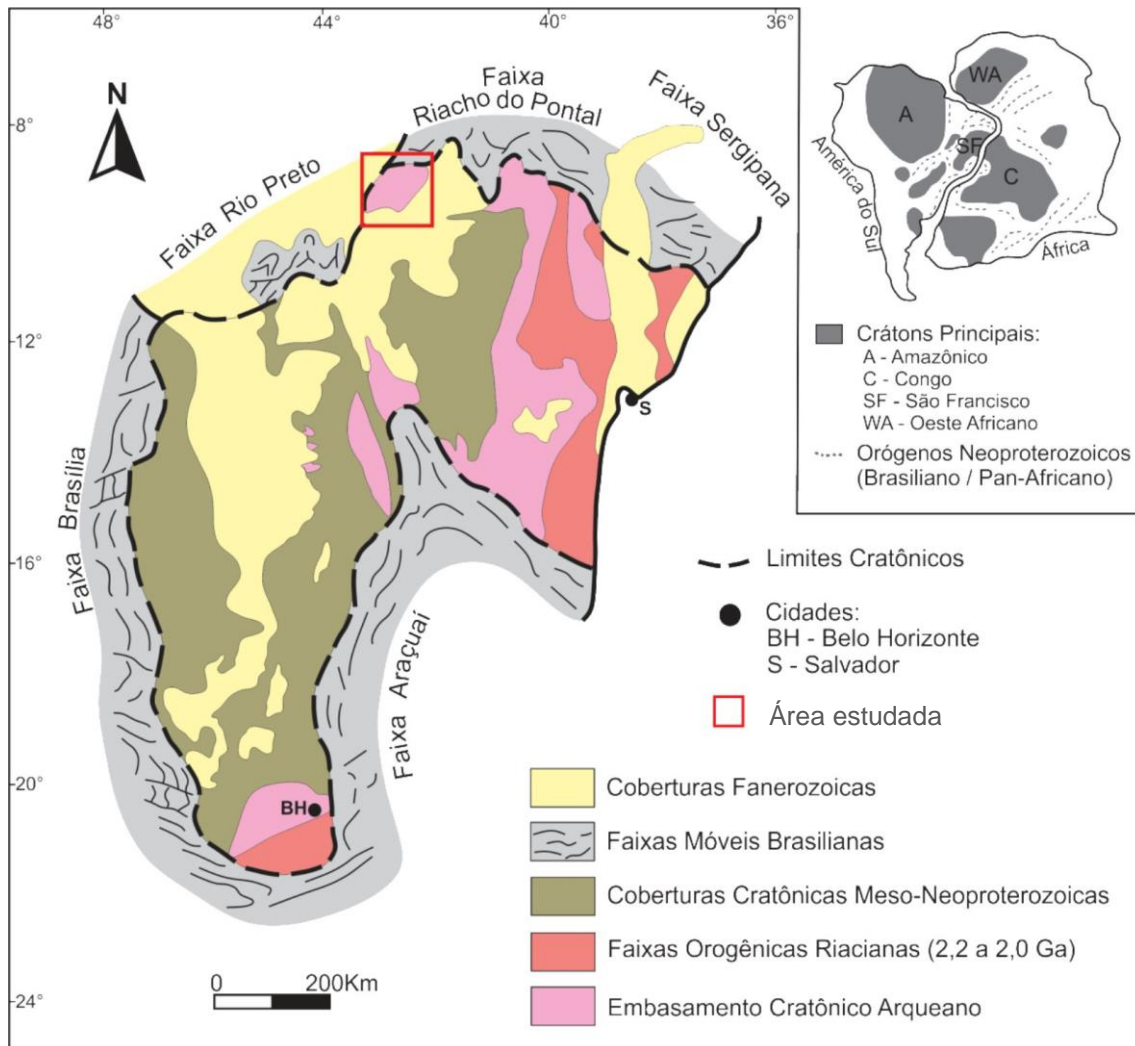 48°
44°
40°
36°
8°
12°
16°
20°
24°
N
Faixa
Riacho do Pontal
Faixa Sergipana
Faixa Rio Preto
Faixa Brasília
Faixa Araçuaí
S
BH
0
200Km
A
WA
SF
C
América do Sul
África
Crátons Principais:
A - Amazônico
C - Congo
SF - São Francisco
WA - Oeste Africano
Orógenos Neoproterozoicos
(Brasiliano / Pan-Africano)
Limites Cratônicos
Cidades:
BH - Belo Horizonte
S - Salvador
Área estudada
Coberturas Fanerozoicas
Faixas Móveis Brasilianas
Coberturas Cratônicas Meso-Neoproterozoicas
Faixas Orogênicas Riacianas (2,2 a 2,0 Ga)
Embasamento Cratônico Arqueano